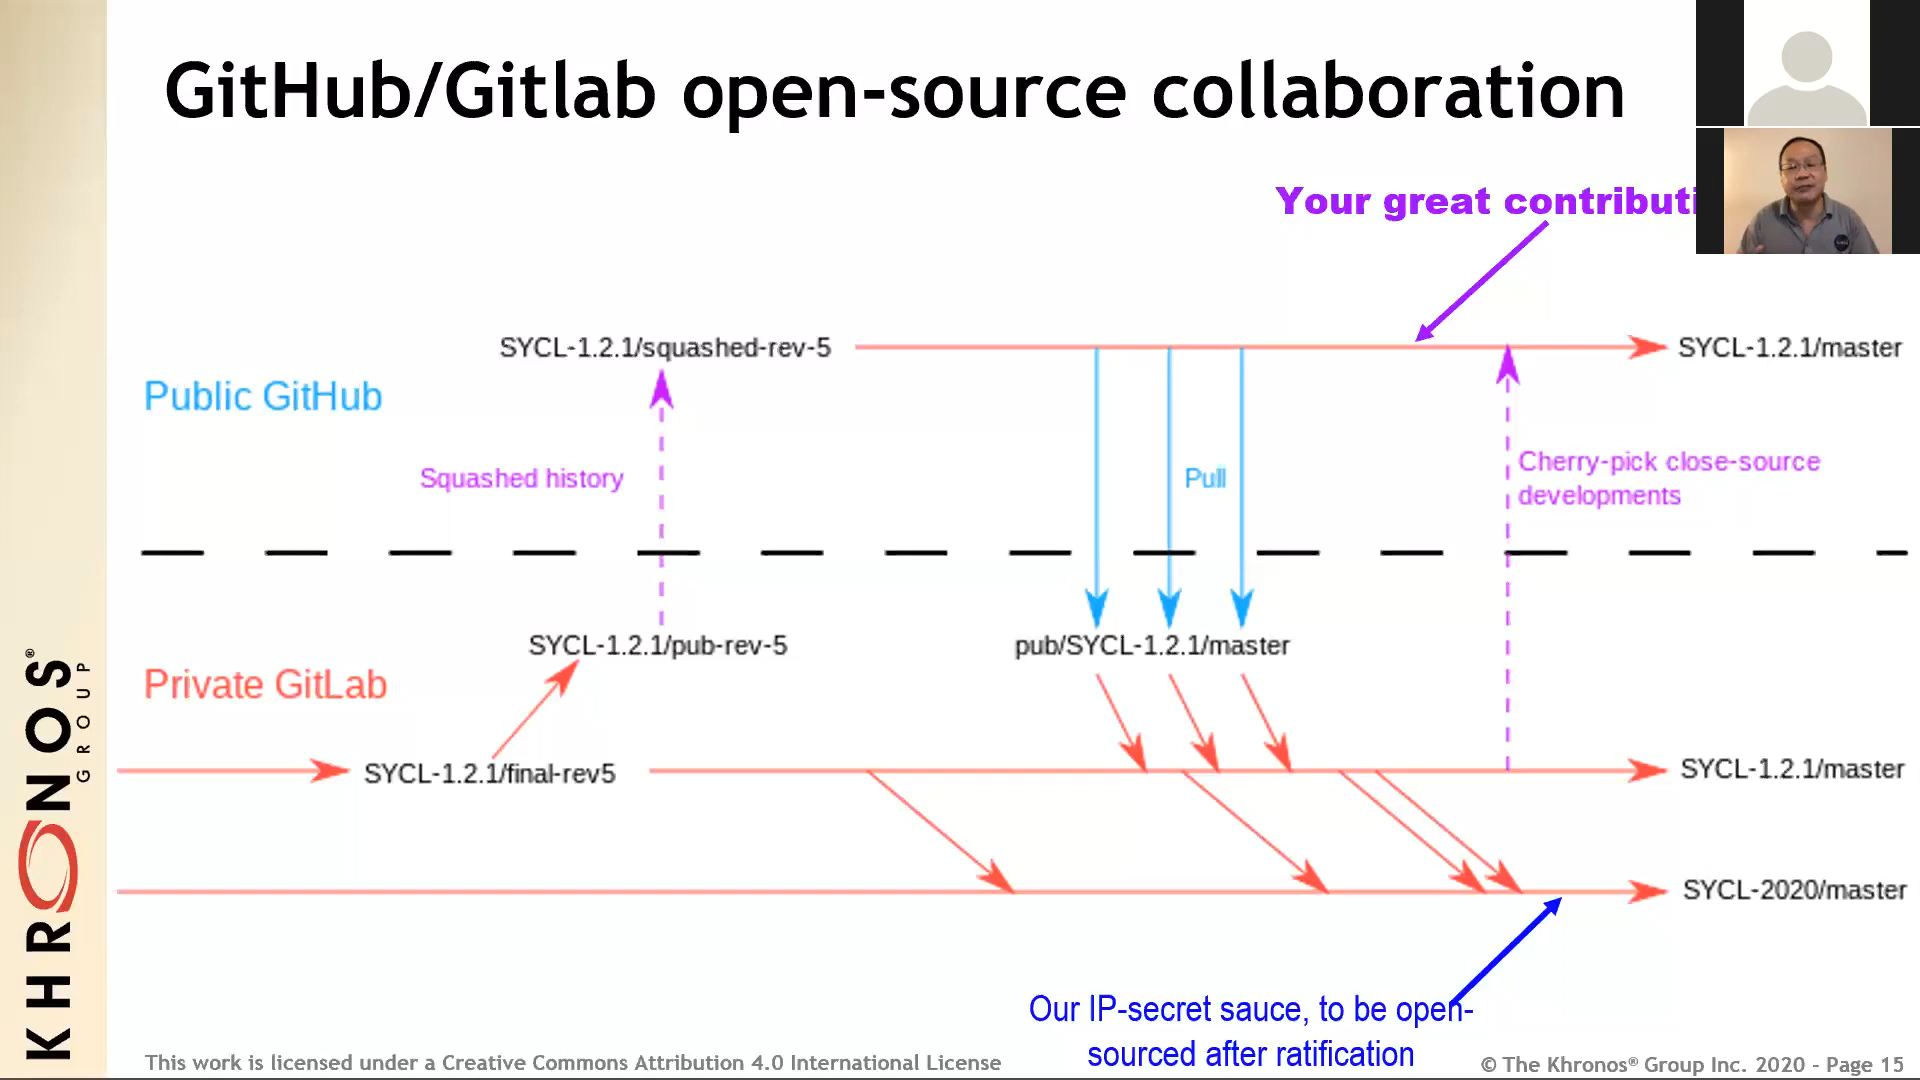 GitHub/Gitlab open-source collaboration
Your great contributi
SYCL-1.2.1/squashed-rev-5
SYCL-1.2.1/master
Public GitHub
Squashed history
Pull
Cherry-pick close-source
developments
SYCL-1.2.1/pub-rev-5
pub/SYCL-1.2.1/master
Private GitLab
SYCL-1.2.1/final-rev5
SYCL-1.2.1/master
SYCL-2020/master
Our IP-secret sauce, to be open-
sourced after ratification
KHRONOS®
GROUP
This work is licensed under a Creative Commons Attribution 4.0 International License
© The Khronos® Group Inc. 2020 - Page 15